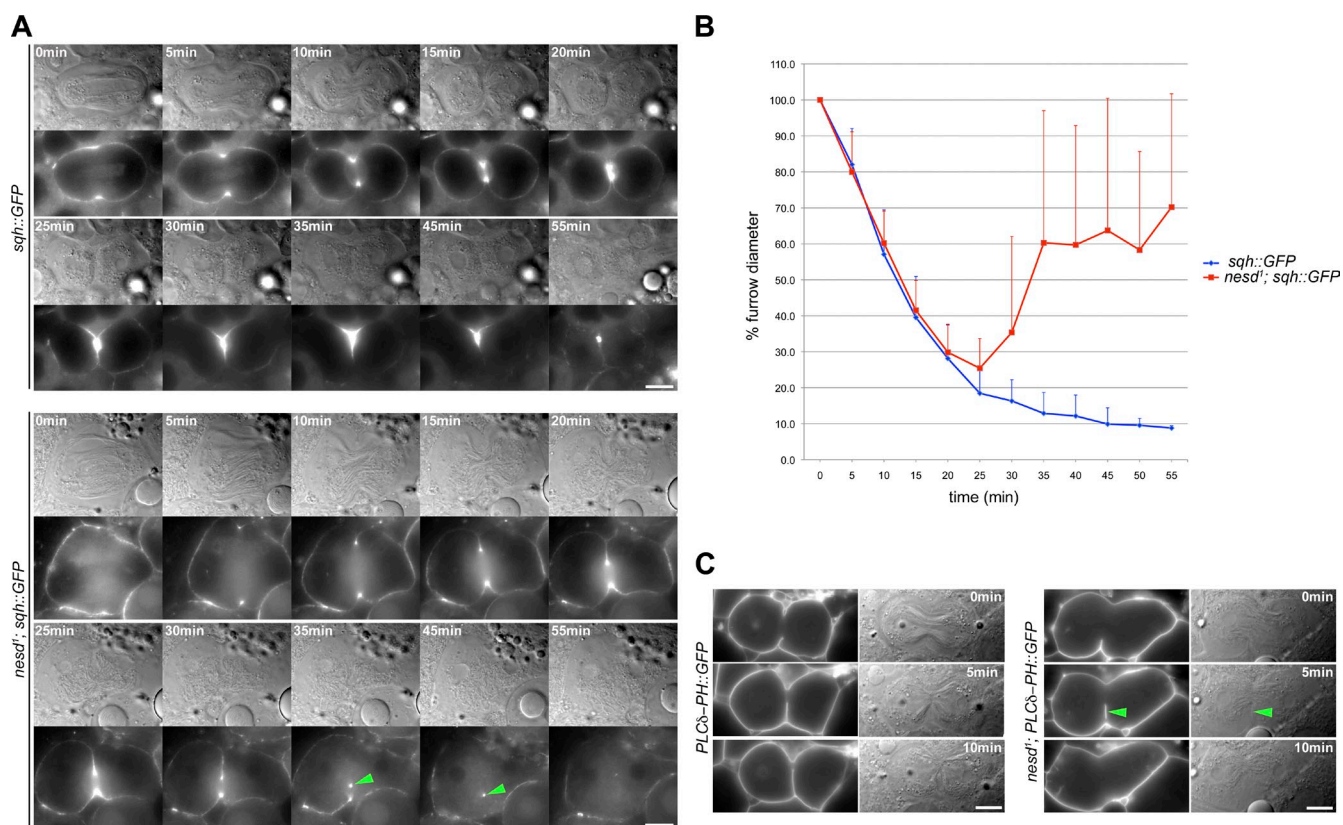 A
0min 5min 10min 15min 20min
sqh::GFP
25min 30min 35min 45min 55min
0min 5min 10min 15min 20min
nesd¹; sqh::GFP
25min 30min 35min 45min 55min
B
110.0
100.0
90.0
80.0
70.0
60.0
50.0
40.0
30.0
20.0
10.0
0.0
% furrow diameter
0 5 10 15 20 25 30 35 40 45 50 55
time (min)
sqh::GFP
nesd¹; sqh::GFP
C
PLCδ–PH::GFP
0min
5min
10min
nesd¹; PLCδ–PH::GFP
0min
5min
10min